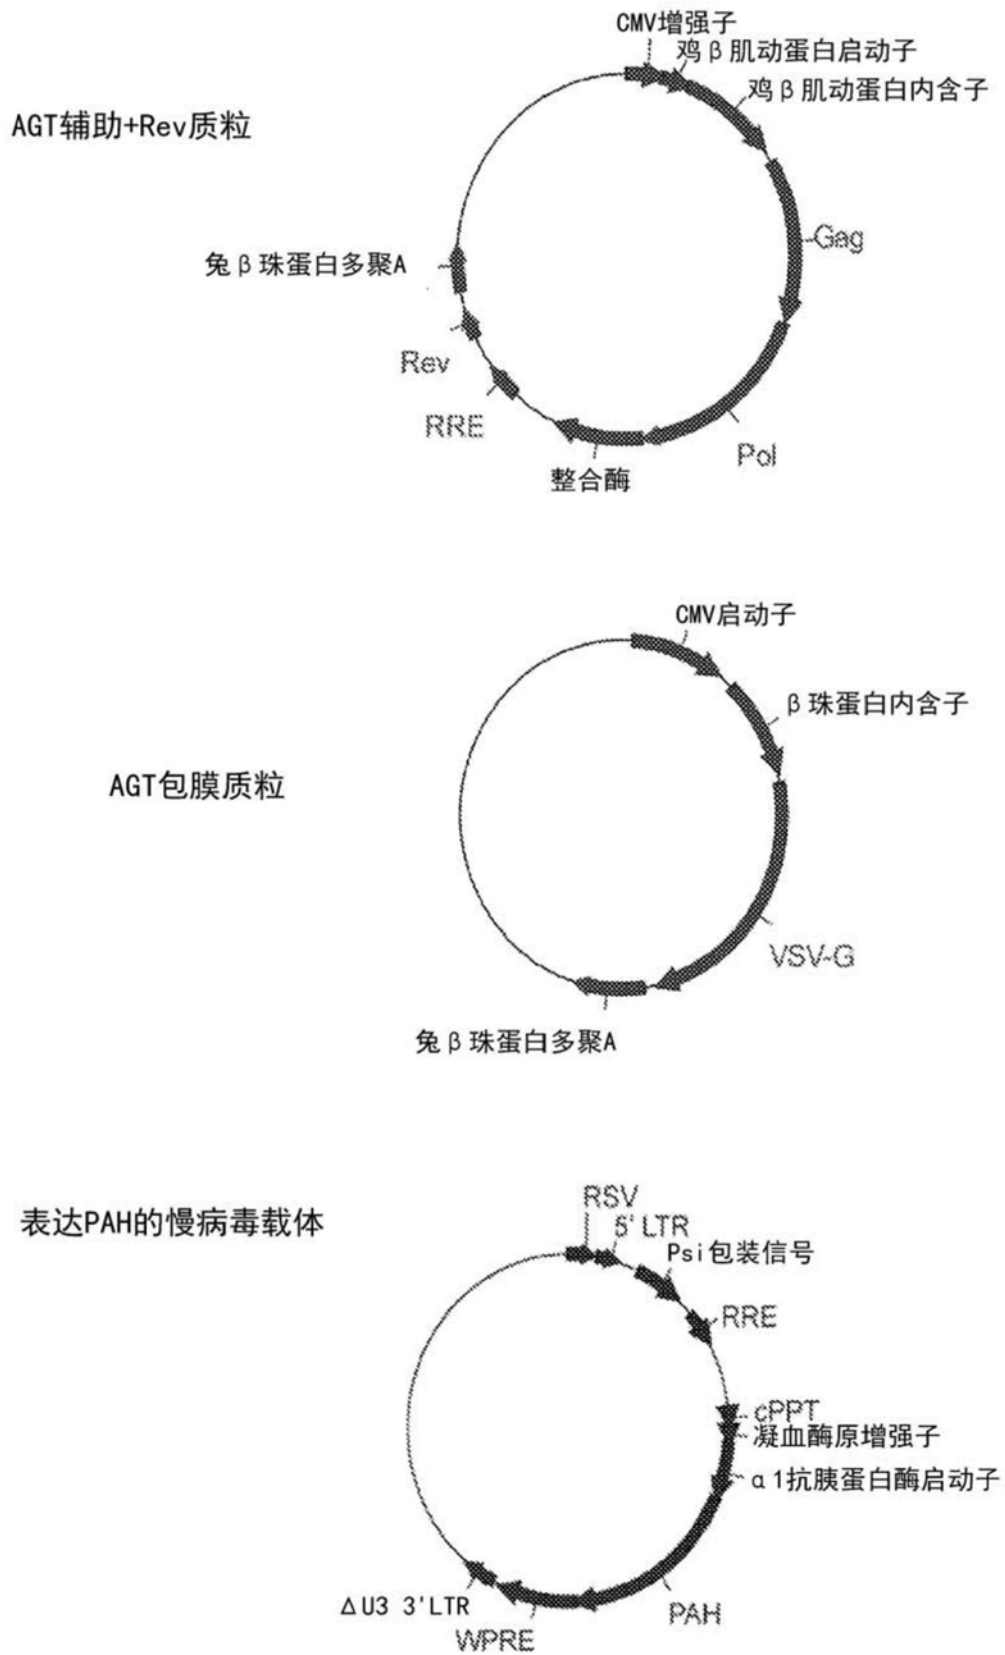 CMV增强子
鸡β肌动蛋白启动子
鸡β肌动蛋白内含子
AGT辅助+Rev质粒
Gag
兔β珠蛋白多聚A
Rev
RRE
Pol
整合酶
CMV启动子
β珠蛋白内含子
AGT包膜质粒
VSV-G
兔β珠蛋白多聚A
表达PAH的慢病毒载体
RSV
5' LTR
Psi包装信号
RRE
cPPT
凝血酶原增强子
α1抗胰蛋白酶启动子
ΔU3 3'LTR
PAH
WPRE